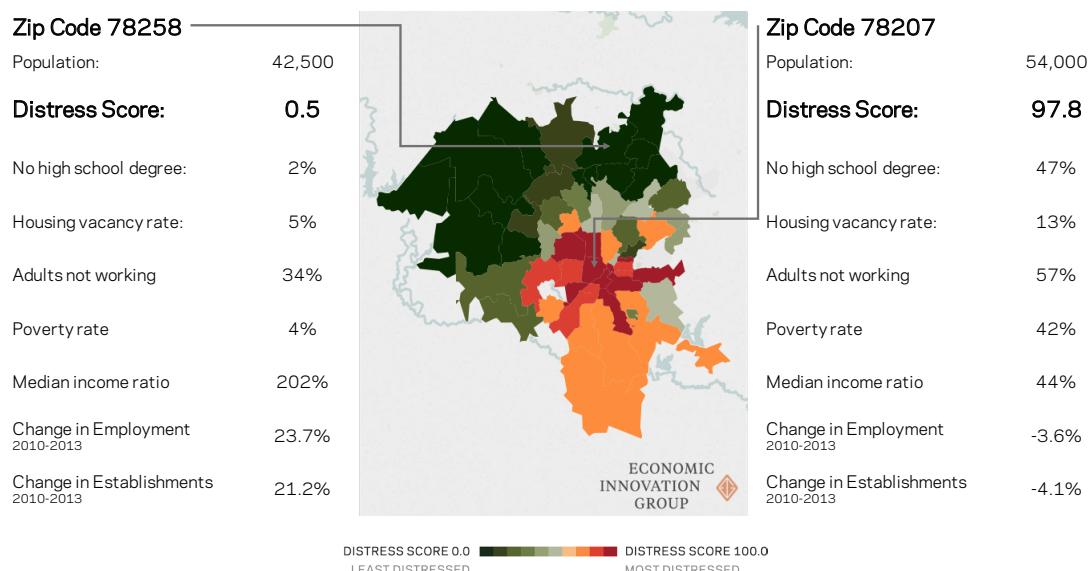 Zip Code 78258
Population: 42,500
Distress Score: 0.5
No high school degree: 2%
Housing vacancy rate: 5%
Adults not working 34%
Poverty rate 4%
Median income ratio 202%
Change in Employment 23.7%
2010-2013
Change in Establishments 21.2%
2010-2013
ECONOMIC
INNOVATION
GROUP
Zip Code 78207
Population: 54,000
Distress Score: 97.8
No high school degree: 47%
Housing vacancy rate: 13%
Adults not working 57%
Poverty rate 42%
Median income ratio 44%
Change in Employment -3.6%
2010-2013
Change in Establishments -4.1%
2010-2013
DISTRESS SCORE 0.0 DISTRESS SCORE 100.0
LEAST DISTRESSED MOST DISTRESSED